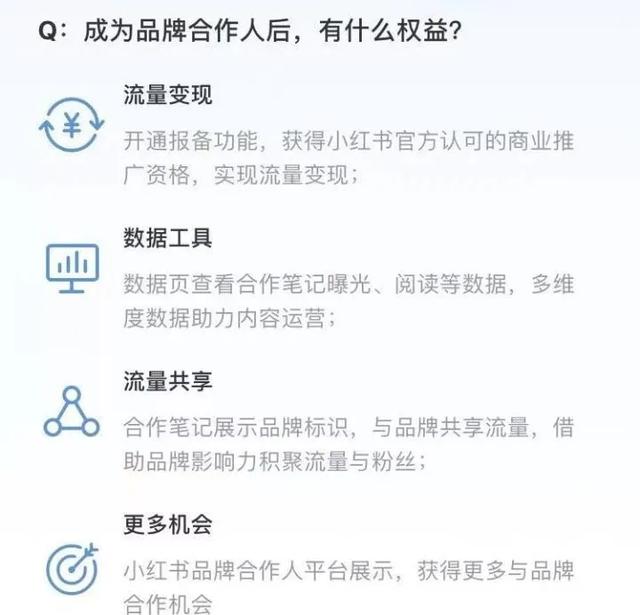 Q：成为品牌合作人后，有什么权益？
流量变现
开通报备功能，获得小红书官方认可的商业推
广资格，实现流量变现；
数据工具
数据页查看合作笔记曝光、阅读等数据，多维
度数据助力内容运营；
流量共享
合作笔记展示品牌标识，与品牌共享流量，借
助品牌影响力积聚流量与粉丝；
更多机会
小红书品牌合作人平台展示，获得更多与品牌
合作机会